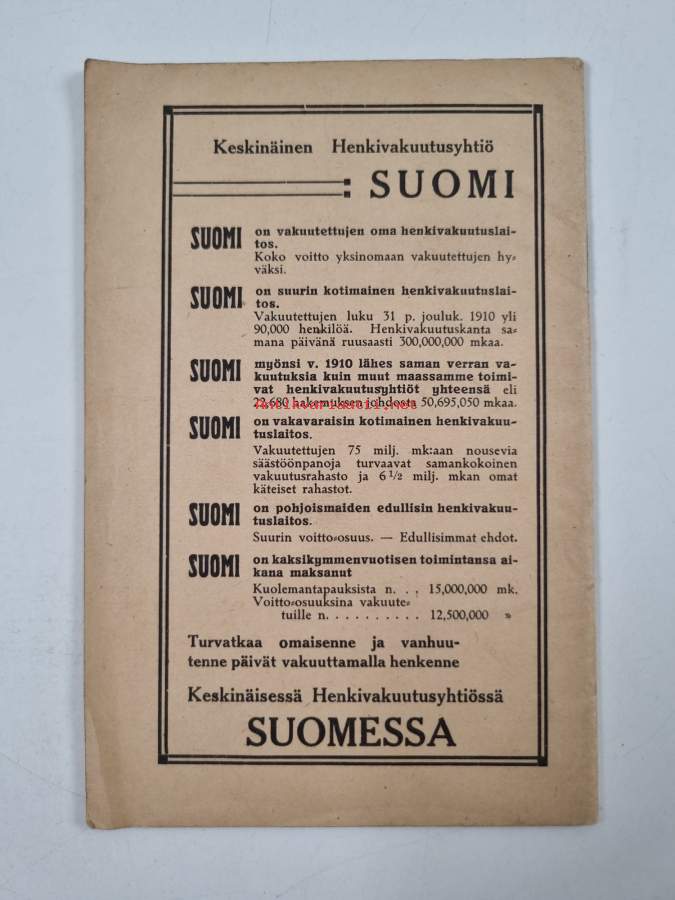 Keskinäinen Henkivakuutusyhtiö
: SUOMI
SUOMI on vakuutettujen oma henkivakuutuslai-
tos.
Koko voitto yksinomaan vakuutettujen hy-
väksi.
SUOMI on suurin kotimainen henkivakuutuslai-
tos.
Vakuutettujen luku 31 p. jouluk. 1910 yli
90,000 henkilöä. Henkivakuutuskanta sa-
mana päivänä ruusaasti 300,000,000 mkaa.
SUOMI myönsi v. 1910 lähes saman verran va-
kuutuksia kuin muut maassamme toimi-
vat henkivakuutusyhtiöt yhteensä eli
22,680 hakemuksen johdosta 50,695,050 mkaa.
antikvariaatti.net
SUOMI on vakavaraisin kotimainen henkivakuu-
tuslaitos.
Vakuutettujen 75 milj. mk:aan nousevia
säästöönpanoja turvaavat samankokoinen
vakuutusrahasto ja 6 1/2 milj. mkan omat
käteiset rahastot.
SUOMI on pohjoismaiden edullisin henkivakuu-
tuslaitos.
Suurin voitto-osuus. — Edullisimmat ehdot.
SUOMI on kaksikymmenvuotisen toimintansa ai-
kana maksanut
Kuolemantapauksista n. . . 15,000,000 mk.
Voitto-osuuksina vakuute-
tuille n. . . . . . . . . . 12,500,000 »
Turvatkaa omaisenne ja vanhuu-
tenne päivät vakuuttamalla henkenne
Keskinäisessä Henkivakuutusyhtiössä
SUOMESSA